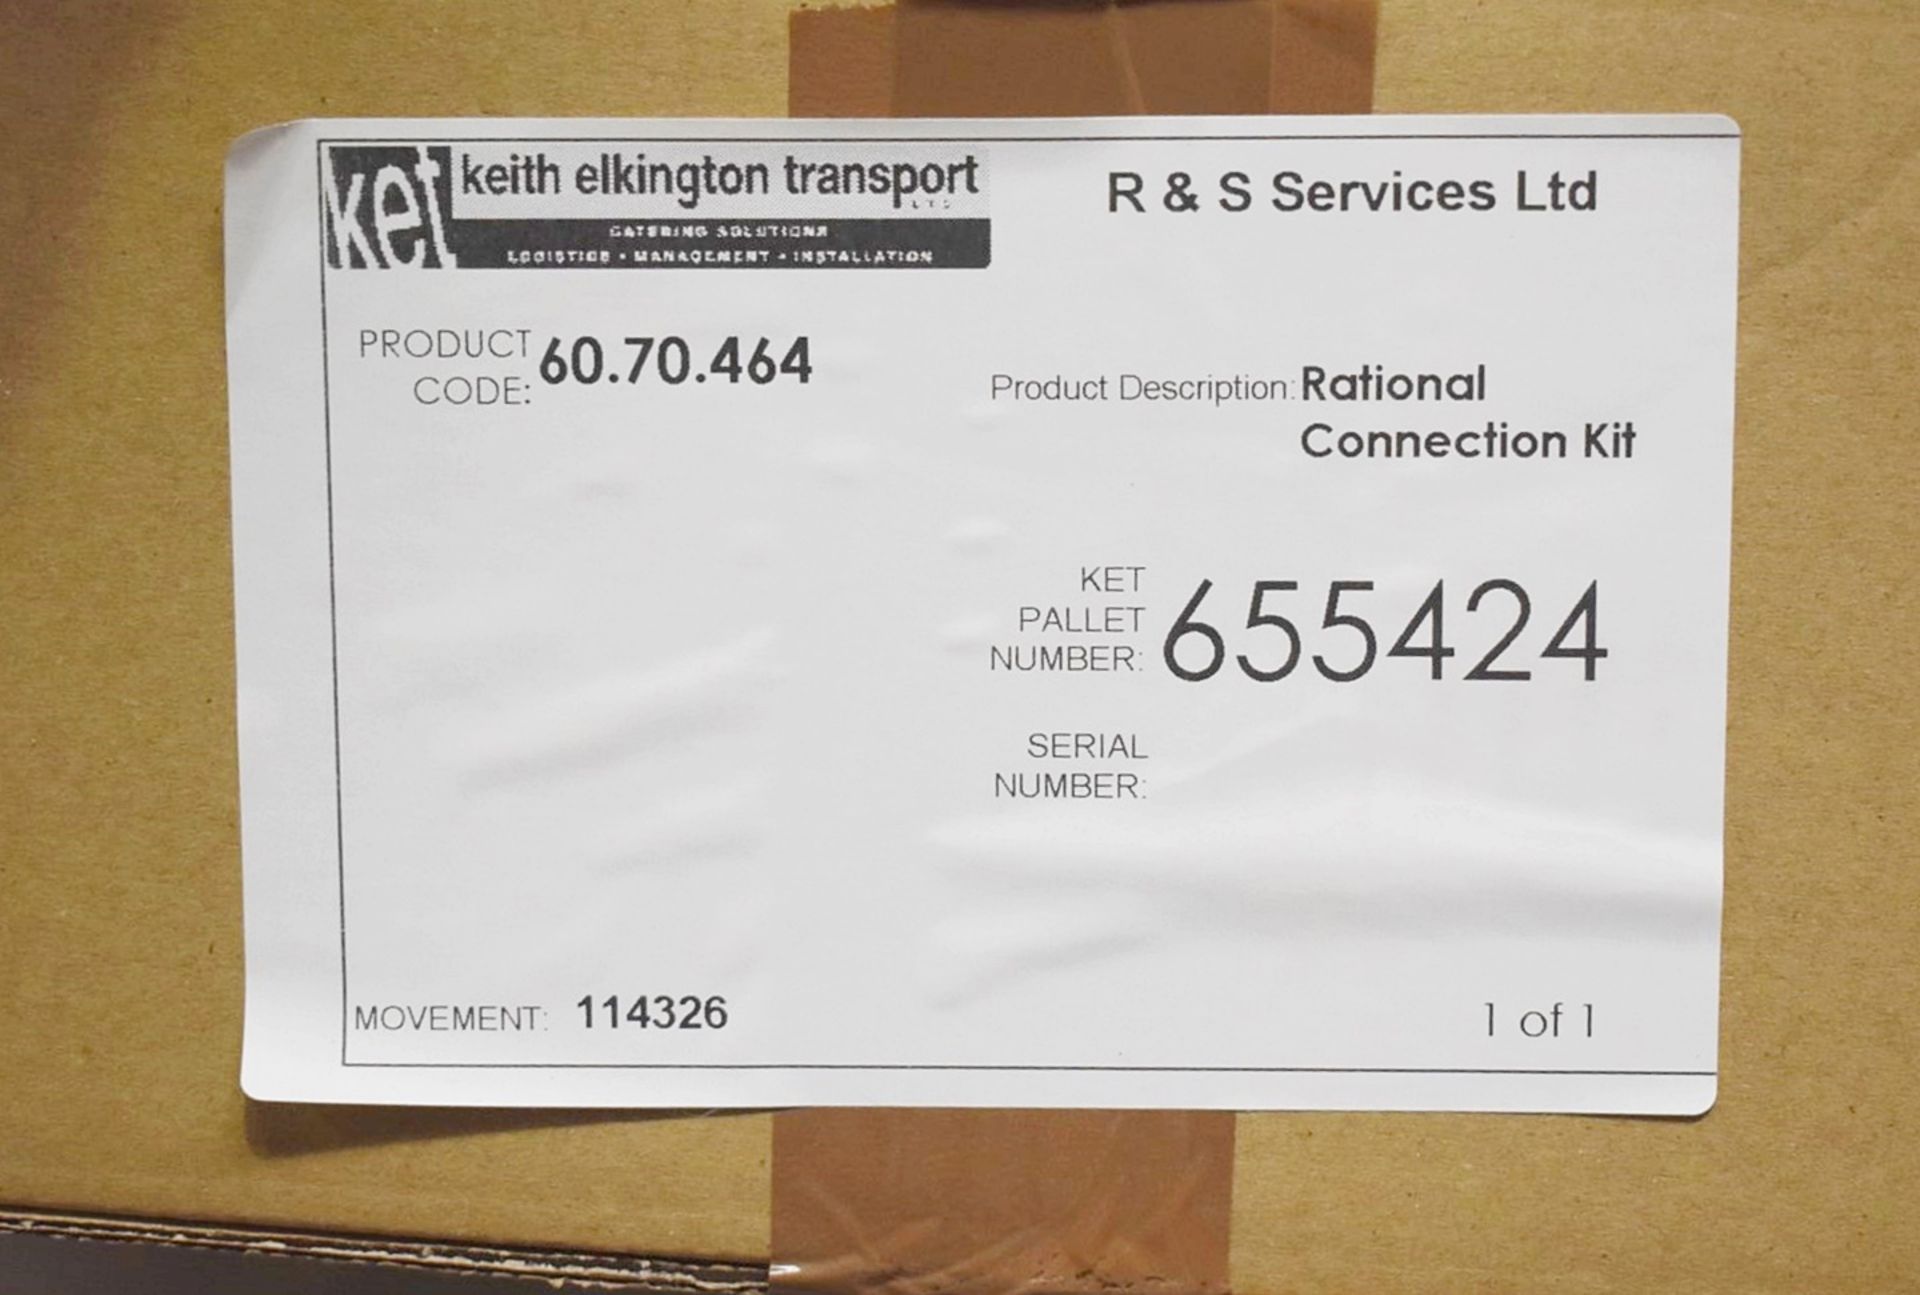 ket keith elkington transport
LTD
CATERING SOLUTIONS
LOGISTICS • MANAGEMENT • INSTALLATION
R & S Services Ltd
PRODUCT
CODE: 60.70.464
Product Description: Rational
Connection Kit
KET
PALLET
NUMBER: 655424
SERIAL
NUMBER:
MOVEMENT: 114326
1 of 1